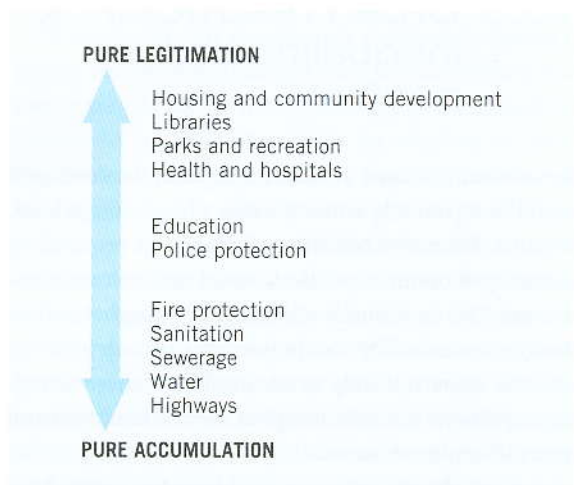 PURE LEGITIMATION
Housing and community development
Libraries
Parks and recreation
Health and hospitals
Education
Police protection
Fire protection
Sanitation
Sewerage
Water
Highways
PURE ACCUMULATION